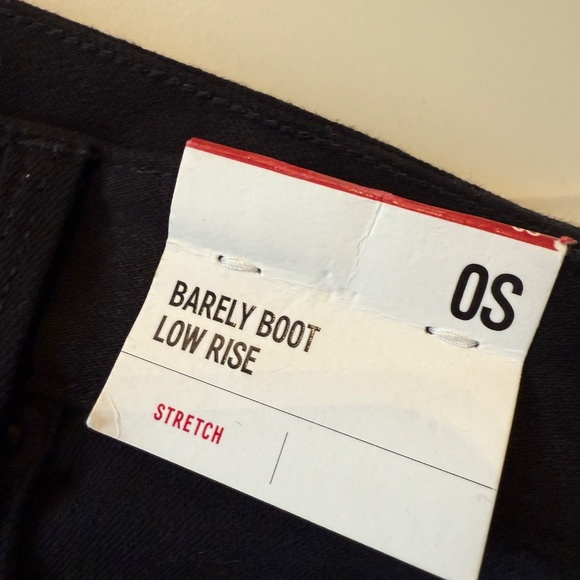 0S
BARELY BOOT
LOW RISE
STRETCH